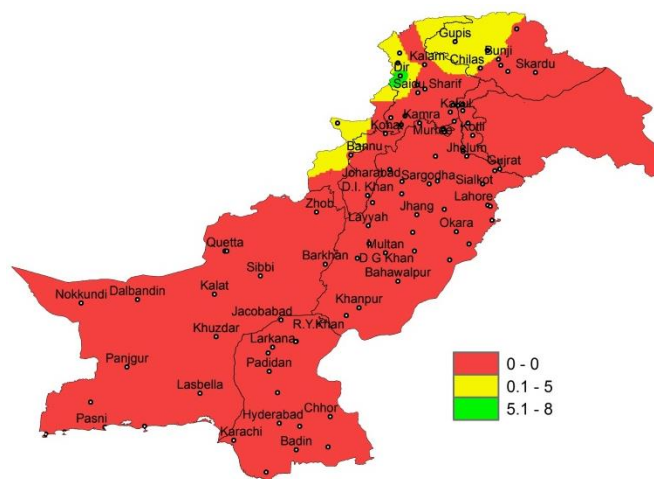 Gupis
Kalam
Bunji
Chilas
Skardu
Dir
Saidu Sharif
Kamra
Kohat
Kotli
Bannu
Jhelum
Gujrat
Joharabad
Sargodha
Sialkot
D.I. Khan
Zhob
Jhang
Lahore
Layyah
Okara
Quetta
Multan
Barkhan
D G Khan
Sibbi
Bahawalpur
Nokkundi
Dalbandin
Kalat
Khanpur
Jacobabad
R.Y.Khan
Khuzdar
Larkana
Panjgur
Padidan
Lasbella
Pasni
Hyderabad
Chhor
Karachi
Badin
0 - 0
0.1 - 5
5.1 - 8